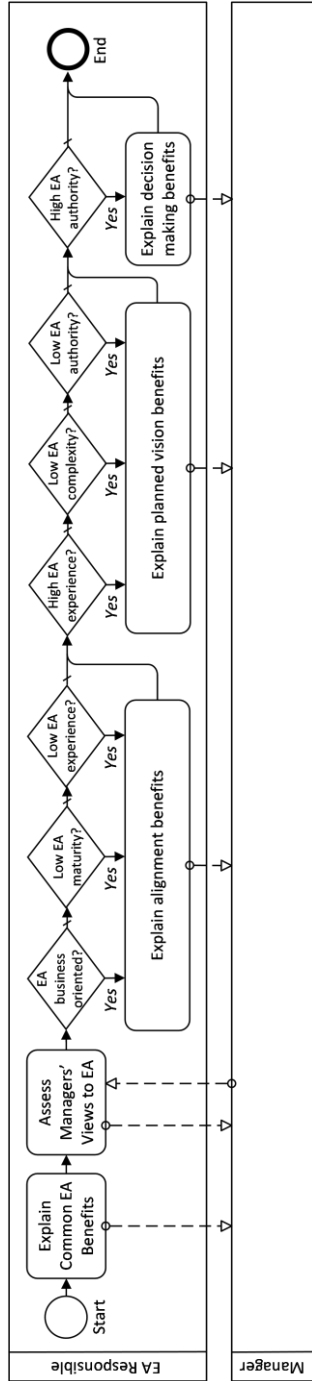 EA Responsible
Start
Explain
Common EA
Benefits
Assess
Managers'
Views to EA
EA
business
oriented?
Yes
Low EA
maturity?
Yes
Low EA
experience?
Yes
Explain alignment benefits
High EA
experience?
Yes
Low EA
complexity?
Yes
Low EA
authority?
Yes
Explain planned vision benefits
High EA
authority?
Yes
Explain decision
making benefits
End
Manager